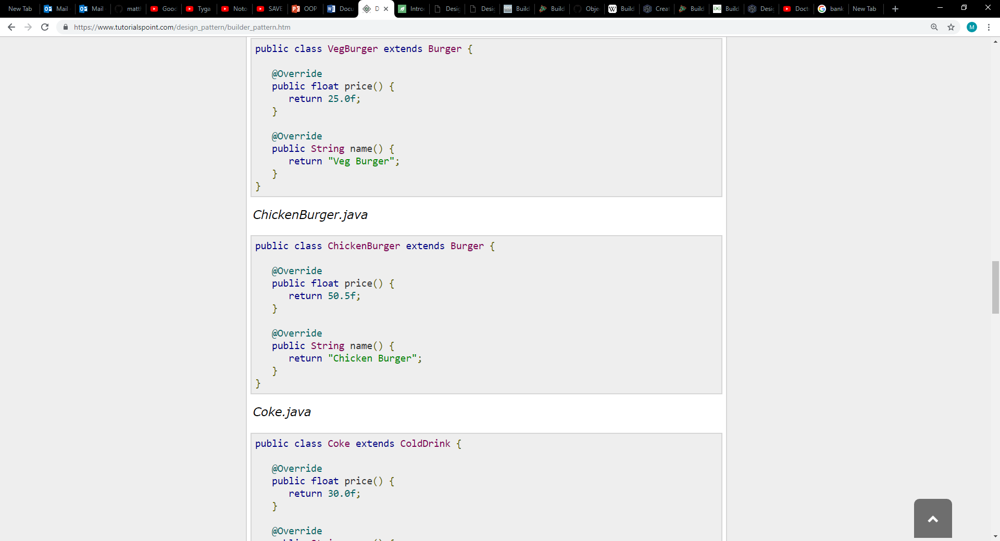 New Tab Mail Mail matt Good Tyga Noto SAVE OOP Docu D Intro Desig Desig Build Build Obje Build Creat Build Build Desig Doct bank New Tab
https://www.tutorialspoint.com/design_pattern/builder_pattern.htm M
public class VegBurger extends Burger {
@Override
public float price() {
return 25.0f;
}
@Override
public String name() {
return "Veg Burger";
}
}
ChickenBurger.java
public class ChickenBurger extends Burger {
@Override
public float price() {
return 50.5f;
}
@Override
public String name() {
return "Chicken Burger";
}
}
Coke.java
public class Coke extends ColdDrink {
@Override
public float price() {
return 30.0f;
}
@Override